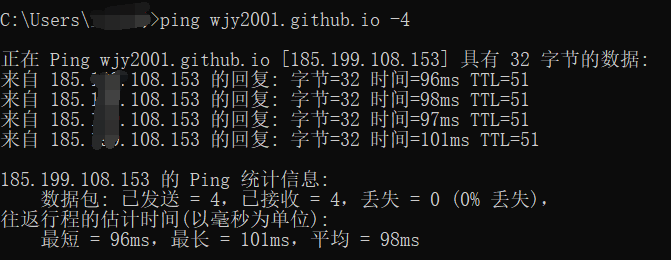 C:\Users\>ping wjy2001.github.io -4
正在 Ping wjy2001.github.io [185.199.108.153] 具有 32 字节的数据:
来自 185.199.108.153 的回复: 字节=32 时间=96ms TTL=51
来自 185.199.108.153 的回复: 字节=32 时间=98ms TTL=51
来自 185.199.108.153 的回复: 字节=32 时间=97ms TTL=51
来自 185.199.108.153 的回复: 字节=32 时间=101ms TTL=51
185.199.108.153 的 Ping 统计信息:
数据包: 已发送 = 4，已接收 = 4，丢失 = 0 (0% 丢失)，
往返行程的估计时间(以毫秒为单位):
最短 = 96ms，最长 = 101ms，平均 = 98ms